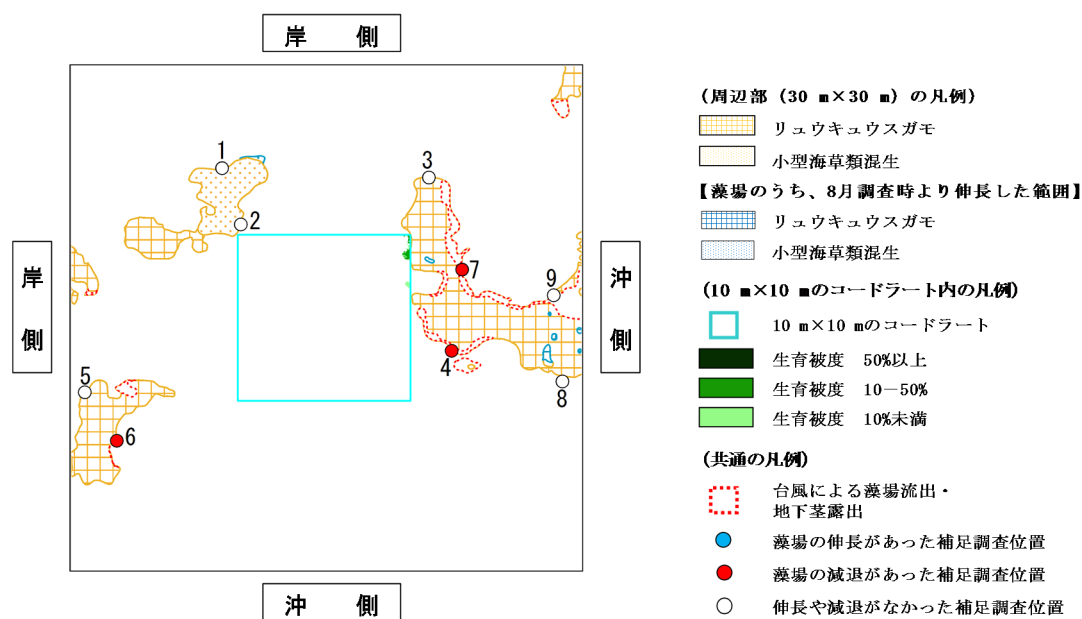 岸 側
岸側
沖側
沖 側
1
2
3
4
5
6
7
8
9
(周辺部 (30 m×30 m) の凡例)
リュウキュウスガモ
小型海草類混生
【藻場のうち、8月調査時より伸長した範囲】
リュウキュウスガモ
小型海草類混生
(10 m×10 mのコードラート内の凡例)
10 m×10 mのコードラート
生育被度 50%以上
生育被度 10-50%
生育被度 10%未満
(共通の凡例)
台風による藻場流出・
地下茎露出
藻場の伸長があった補足調査位置
藻場の減退があった補足調査位置
伸長や減退がなかった補足調査位置